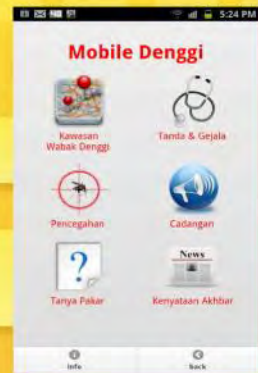 5:24 PM
Mobile Denggi
Kawasan
Wabak Denggi
Tanda & Gejala
Pencegahan
Cadangan
?
News
Tanya Pakar
Kenyataan Akhbar
Info
back